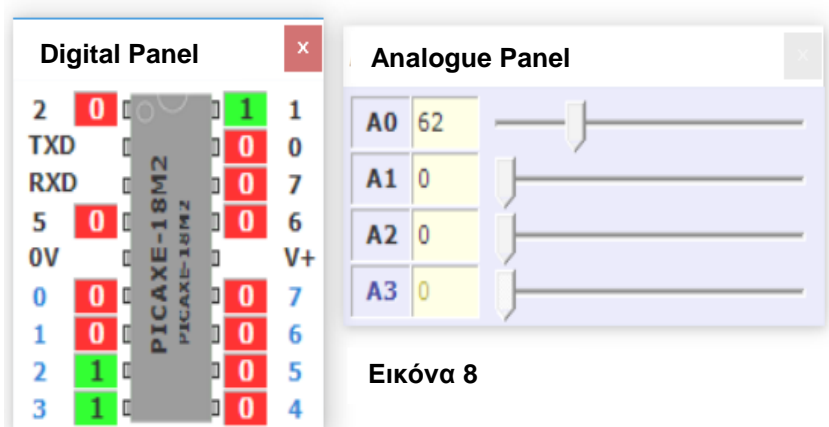 Digital Panel x
2 0 1 1
TXD 0 0
RXD 0 7
5 0 0 6
0V V+
0 0 0 7
1 0 0 6
2 1 0 5
3 1 0 4
PICAXE-18M2
PICAXE-18M2
Analogue Panel x
A0 62
A1 0
A2 0
A3 0
Εικόνα 8